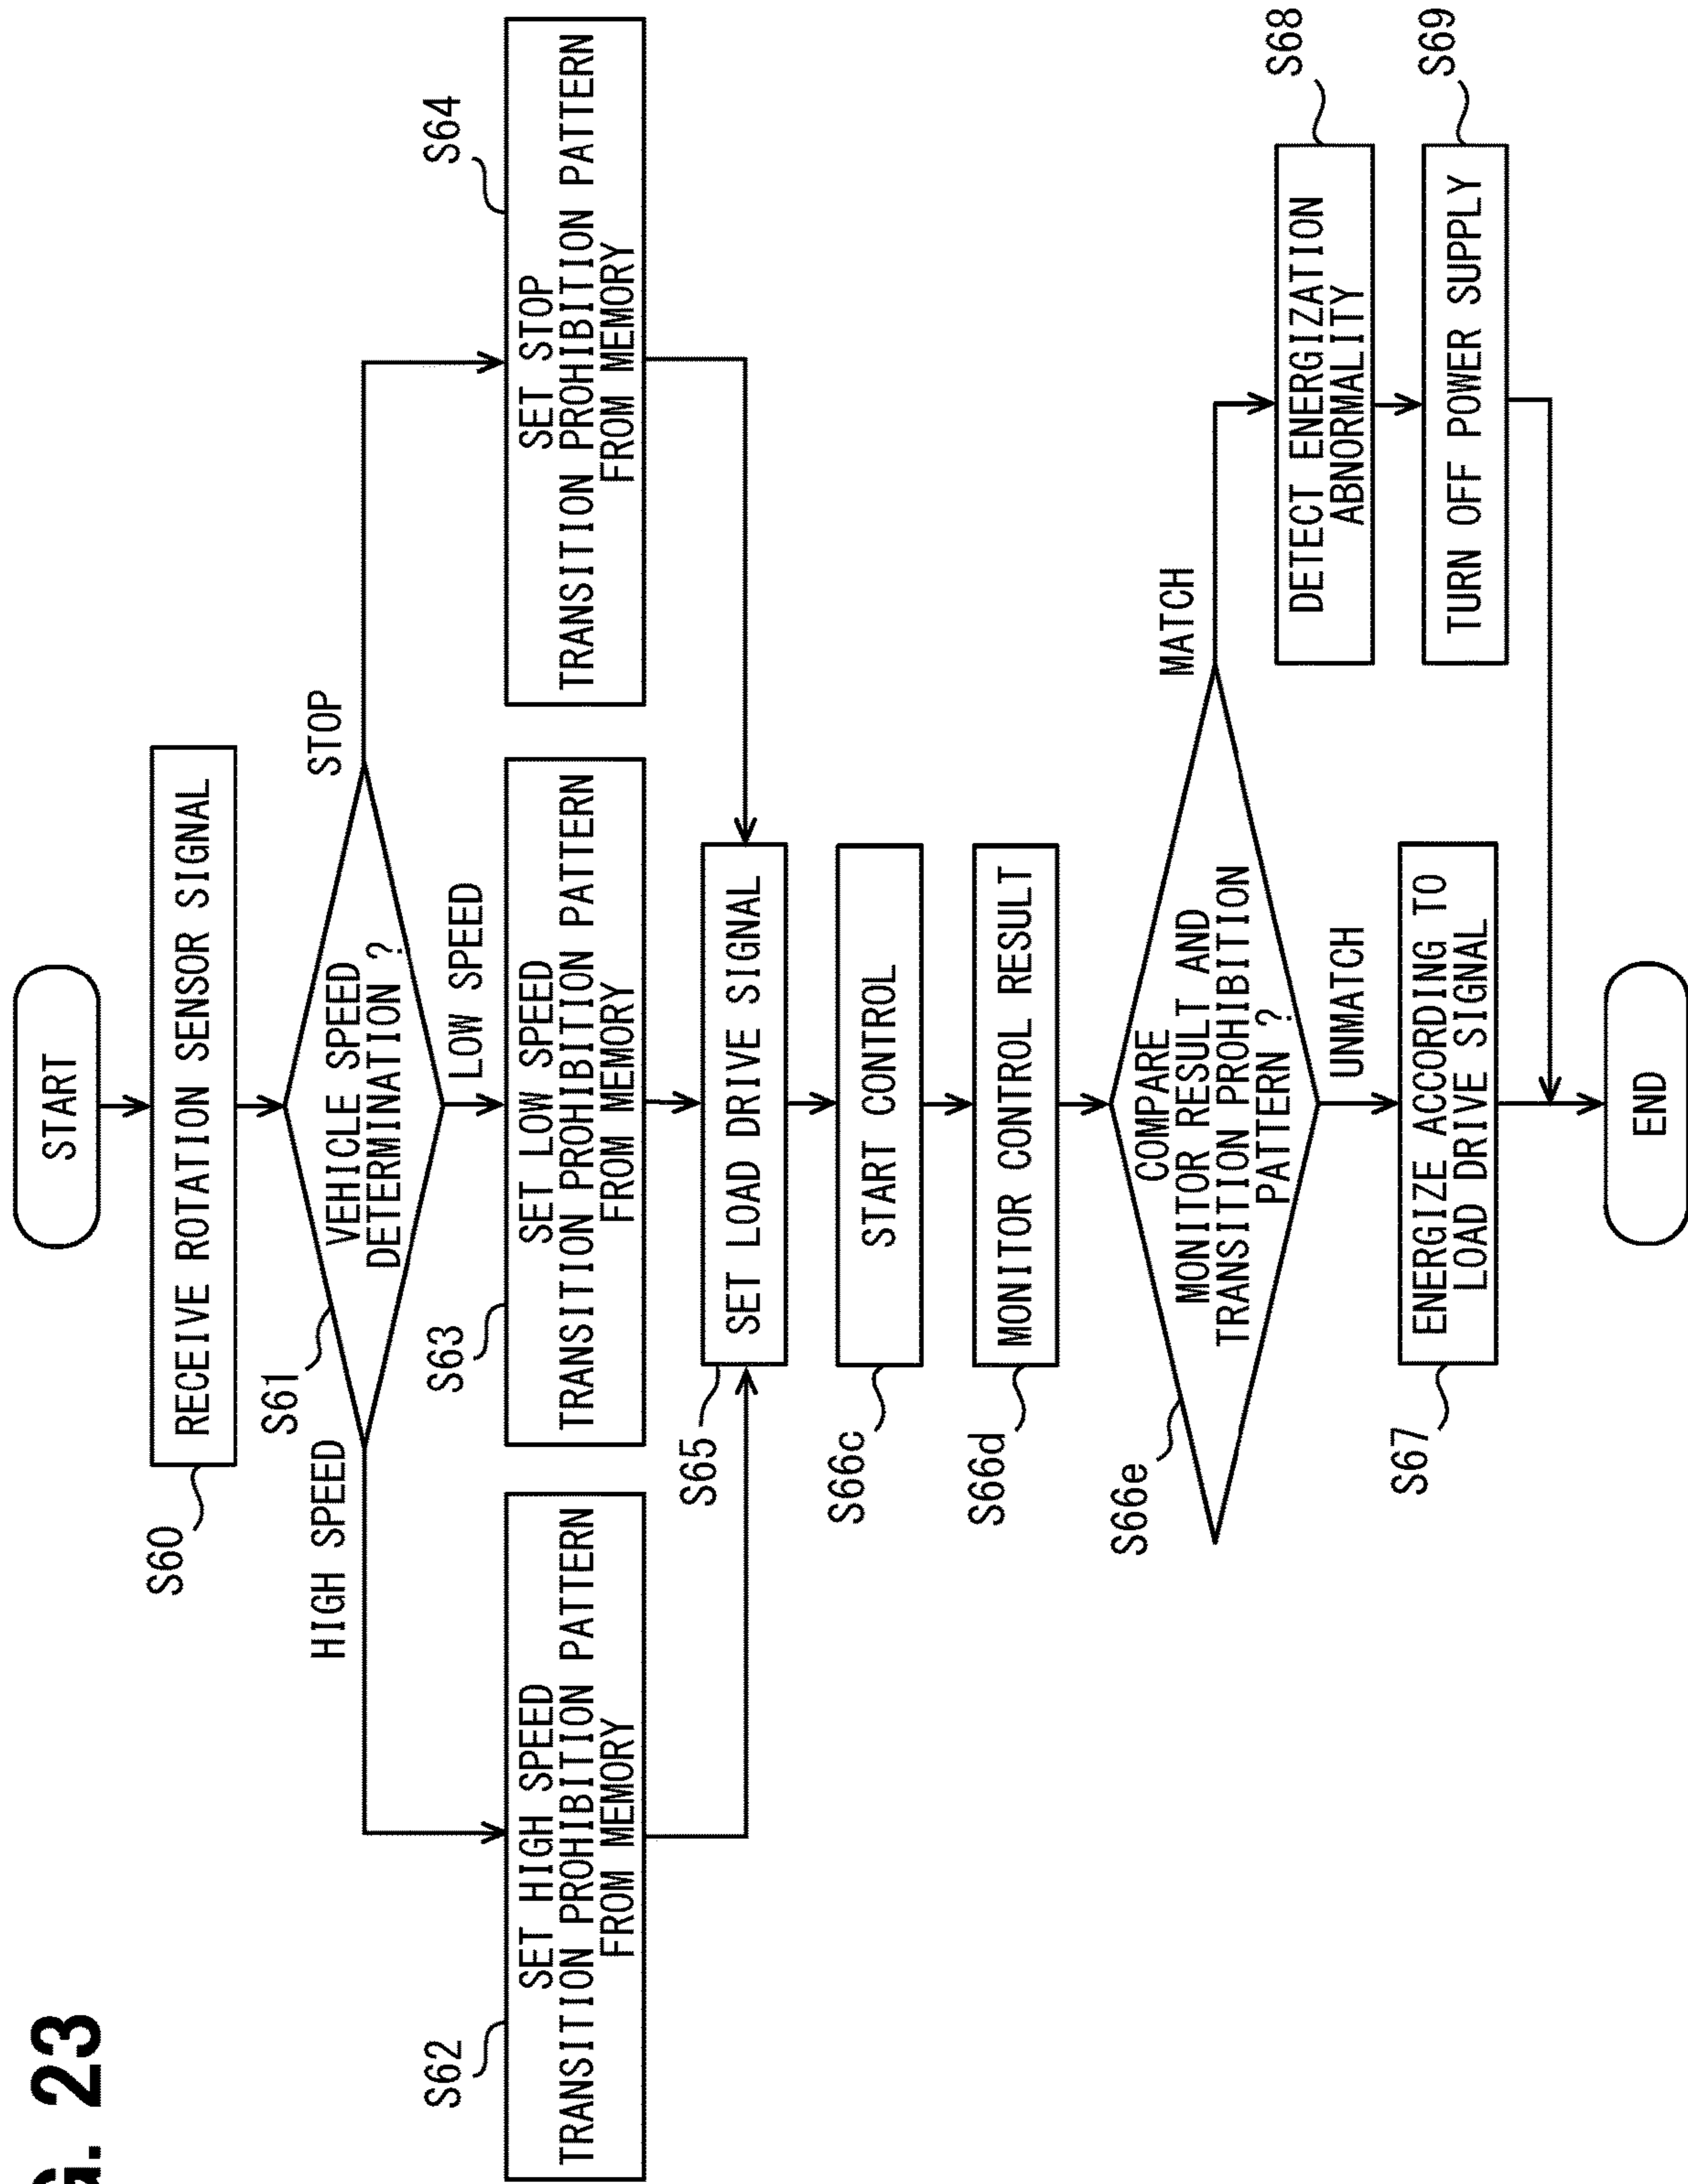 G. 23
START
S60
RECEIVE ROTATION SENSOR SIGNAL
S61
VEHICLE SPEED
DETERMINATION ?
HIGH SPEED
LOW SPEED
STOP
S62
SET HIGH SPEED
TRANSITION PROHIBITION PATTERN
FROM MEMORY
S63
SET LOW SPEED
TRANSITION PROHIBITION PATTERN
FROM MEMORY
S64
SET STOP
TRANSITION PROHIBITION PATTERN
FROM MEMORY
S65
SET LOAD DRIVE SIGNAL
S66c
START CONTROL
S66d
MONITOR CONTROL RESULT
S66e
COMPARE
MONITOR RESULT AND
TRANSITION PROHIBITION
PATTERN ?
MATCH
UNMATCH
S67
ENERGIZE ACCORDING TO
LOAD DRIVE SIGNAL
S68
DETECT ENERGIZATION
ABNORMALITY
S69
TURN OFF POWER SUPPLY
END